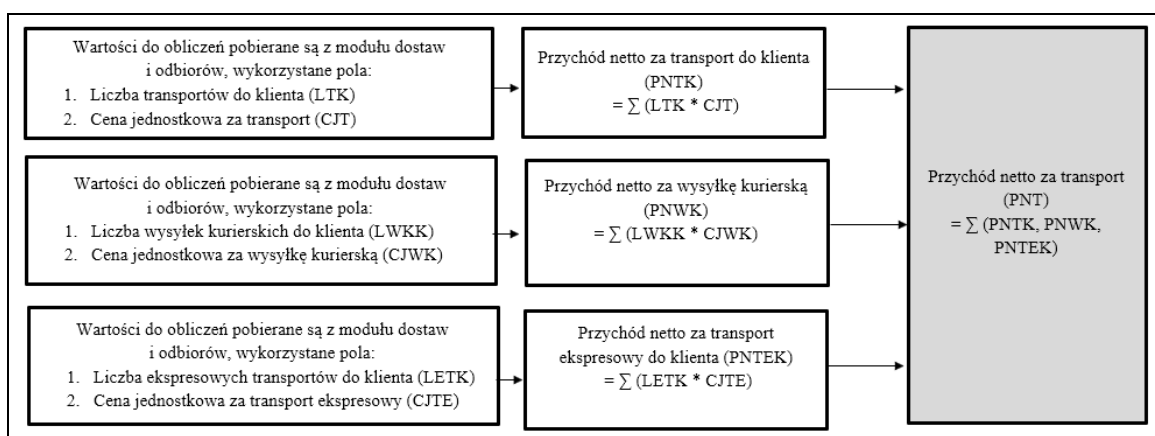 Wartości do obliczeń pobierane są z modułu dostaw
i odbiorów, wykorzystane pola:
1. Liczba transportów do klienta (LTK)
2. Cena jednostkowa za transport (CJT)
Przychód netto za transport do klienta
(PNTK)
= ∑ (LTK * CJT)
Wartości do obliczeń pobierane są z modułu dostaw
i odbiorów, wykorzystane pola:
1. Liczba wysyłek kurierskich do klienta (LWKK)
2. Cena jednostkowa za wysyłkę kurierską (CJWK)
Przychód netto za wysyłkę kurierską
(PNWK)
= ∑ (LWKK * CJWK)
Wartości do obliczeń pobierane są z modułu dostaw
i odbiorów, wykorzystane pola:
1. Liczba ekspresowych transportów do klienta (LETK)
2. Cena jednostkowa za transport ekspresowy (CJTE)
Przychód netto za transport
ekspresowy do klienta (PNTEK)
= ∑ (LETK * CJTE)
Przychód netto za transport
(PNT)
= ∑ (PNTK, PNWK,
PNTEK)